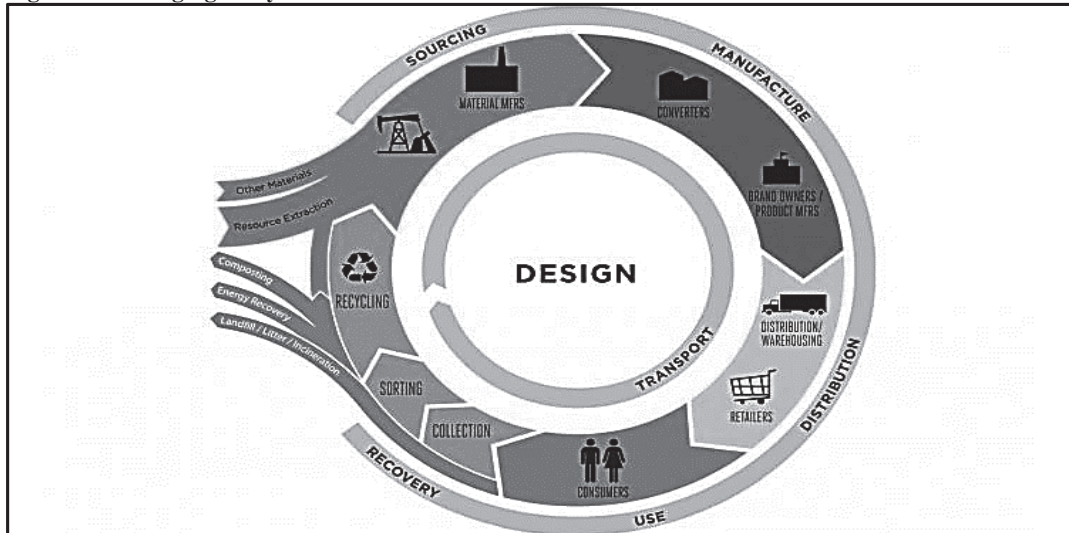 SOURCING
MANUFACTURE
MATERIAL MFRS
CONVERTERS
BRAND OWNERS /
PRODUCT MFRS
Other Materials
Resource Extraction
Composting
Energy Recovery
Landfill / Litter / Incineration
RECYCLING
DESIGN
DISTRIBUTION/
WAREHOUSING
TRANSPORT
DISTRIBUTION
SORTING
RETAILERS
COLLECTION
RECOVERY
CONSUMERS
USE